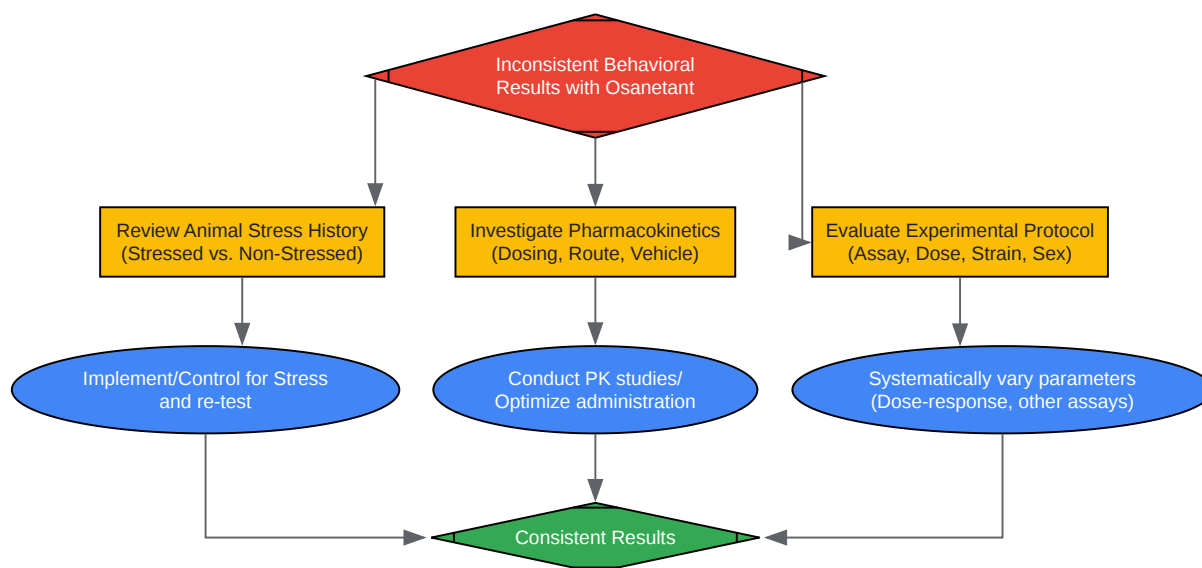 Inconsistent Behavioral
Results with Osanetant
Review Animal Stress History
(Stressed vs. Non-Stressed)
Investigate Pharmacokinetics
(Dosing, Route, Vehicle)
Evaluate Experimental Protocol
(Assay, Dose, Strain, Sex)
Implement/Control for Stress
and re-test
Conduct PK studies/
Optimize administration
Systematically vary parameters
(Dose-response, other assays)
Consistent Results